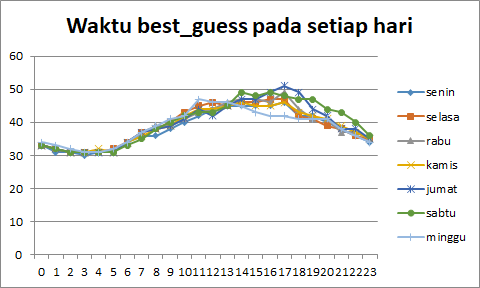 Waktu best_guess pada setiap hari
60
50
40
30
20
10
0
0 1 2 3 4 5 6 7 8 9 10 11 12 13 14 15 16 17 18 19 20 21 22 23
senin
selasa
rabu
kamis
jumat
sabtu
minggu